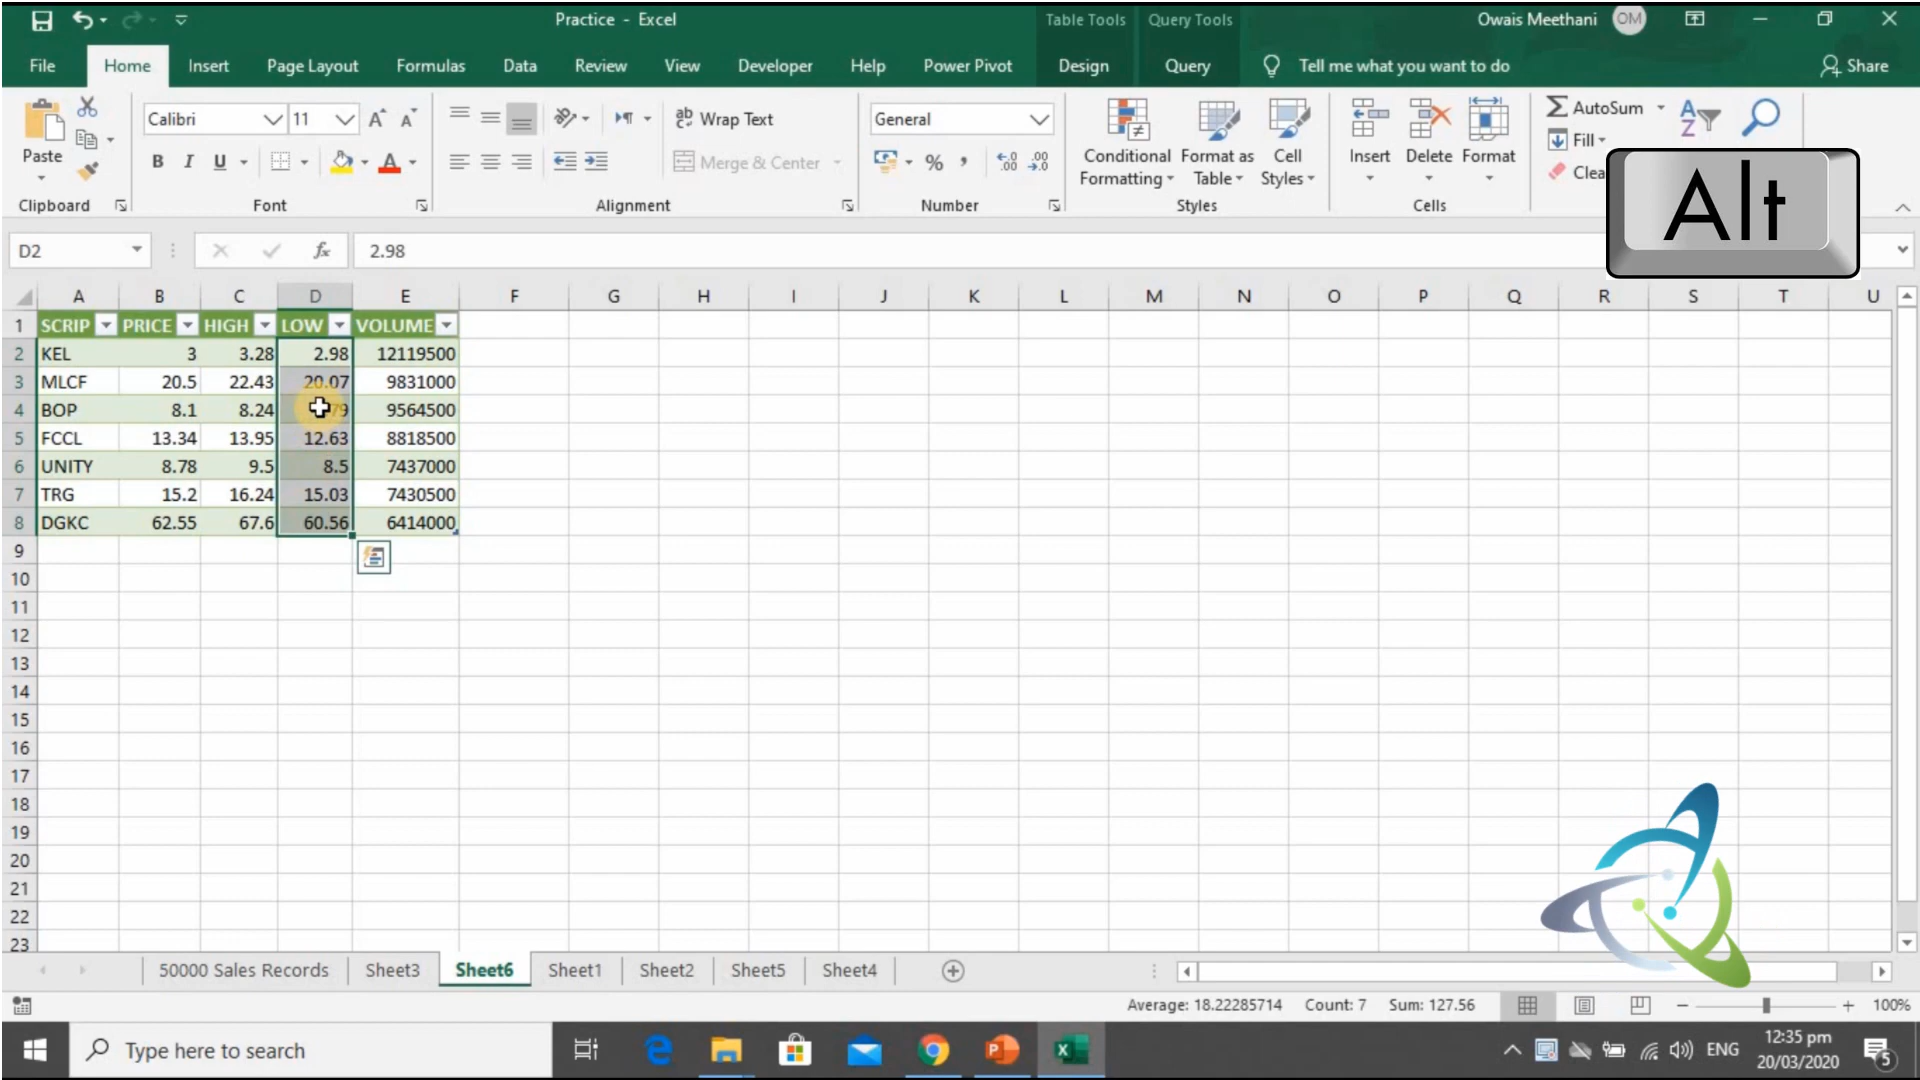 Practice - Excel
Table Tools
Query Tools
Owais Meethani
OM
File
Home
Insert
Page Layout
Formulas
Data
Review
View
Developer
Help
Power Pivot
Design
Query
Tell me what you want to do
Share
Paste
Clipboard
Calibri
11
B I U
Font
Wrap Text
Merge & Center
Alignment
General
%
Number
Conditional Formatting
Format as Table
Cell Styles
Styles
Insert
Delete
Format
Cells
AutoSum
Fill
Alt
D2
fx
2.98
A B C D E F G H I J K L M N O P Q R S T U
1 SCRIP PRICE HIGH LOW VOLUME
2 KEL 3 3.28 2.98 12119500
3 MLCF 20.5 22.43 20.07 9831000
4 BOP 8.1 8.24 9564500
5 FCCL 13.34 13.95 12.63 8818500
6 UNITY 8.78 9.5 8.5 7437000
7 TRG 15.2 16.24 15.03 7430500
8 DGKC 62.55 67.6 60.56 6414000
9
10
11
12
13
14
15
16
17
18
19
20
21
22
23
50000 Sales Records
Sheet3
Sheet6
Sheet1
Sheet2
Sheet5
Sheet4
Average: 18.22285714
Count: 7
Sum: 127.56
100%
Type here to search
ENG
12:35 pm
20/03/2020
5